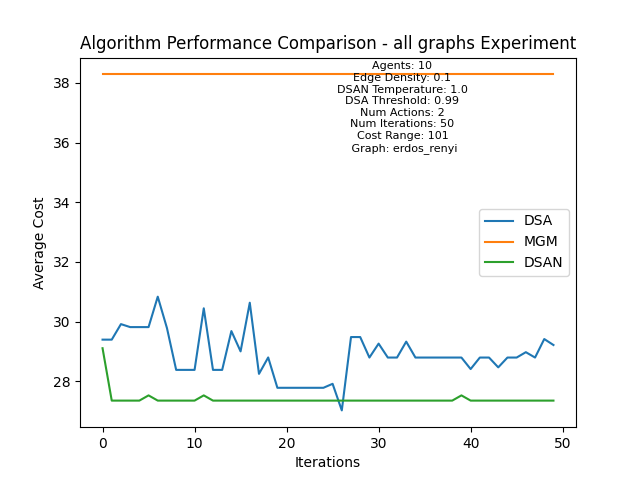 Algorithm Performance Comparison - all graphs Experiment
Agents: 10
Edge Density: 0.1
DSAN Temperature: 1.0
DSA Threshold: 0.99
Num Actions: 2
Num Iterations: 50
Cost Range: 101
Graph: erdos_renyi
38
36
34
32
30
28
Average Cost
DSA
MGM
DSAN
0
10
20
30
40
50
Iterations